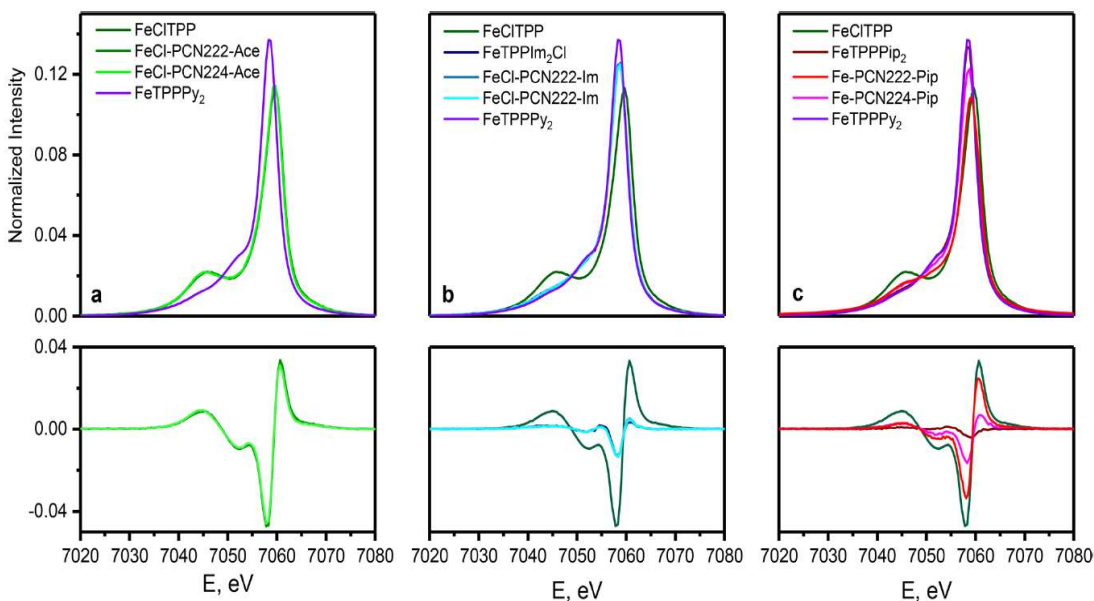 Normalized Intensity
0.12
0.08
0.04
0.00
FeClTPP
FeCl-PCN222-Ace
FeCl-PCN224-Ace
FeTPPPy₂
a
FeClTPP
FeTPPIm₂Cl
FeCl-PCN222-Im
FeCl-PCN222-Im
FeTPPPy₂
b
FeClTPP
FeTPPPip₂
Fe-PCN222-Pip
Fe-PCN224-Pip
FeTPPPy₂
c
0.04
0.00
-0.04
7020 7030 7040 7050 7060 7070 7080
E, eV
7020 7030 7040 7050 7060 7070 7080
E, eV
7020 7030 7040 7050 7060 7070 7080
E, eV